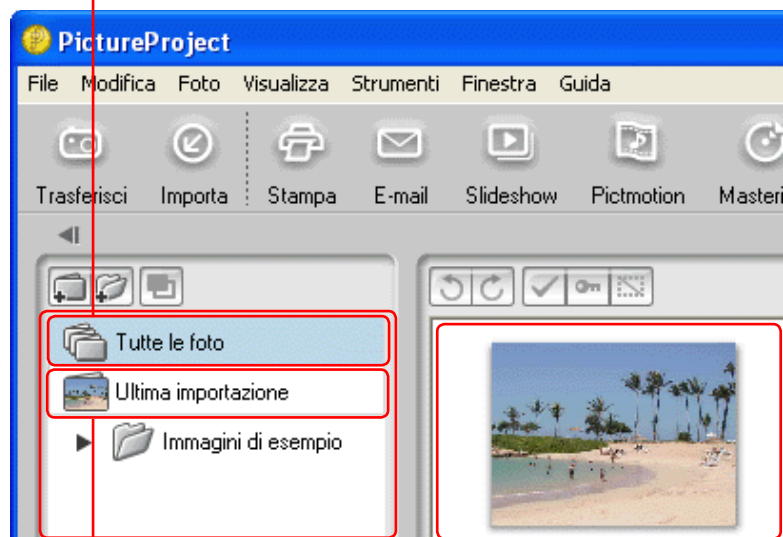 PictureProject
File Modifica Foto Visualizza Strumenti Finestra Guida
Trasferisci Importa Stampa E-mail Slideshow Pictmotion Masteri
Tutte le foto
Ultima importazione
Immagini di esempio